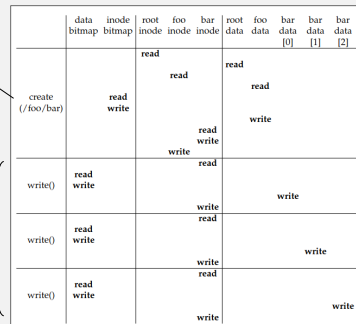 data inode root foo bar root foo bar bar bar
bitmap bitmap inode inode inode data data data data data
[0] [1] [2]
read
read
read
read
create read
(/foo/bar) write
write
read
write
write
read
read
write() write
write
write
read
read
write() write
write
write
read
read
write() write
write
write